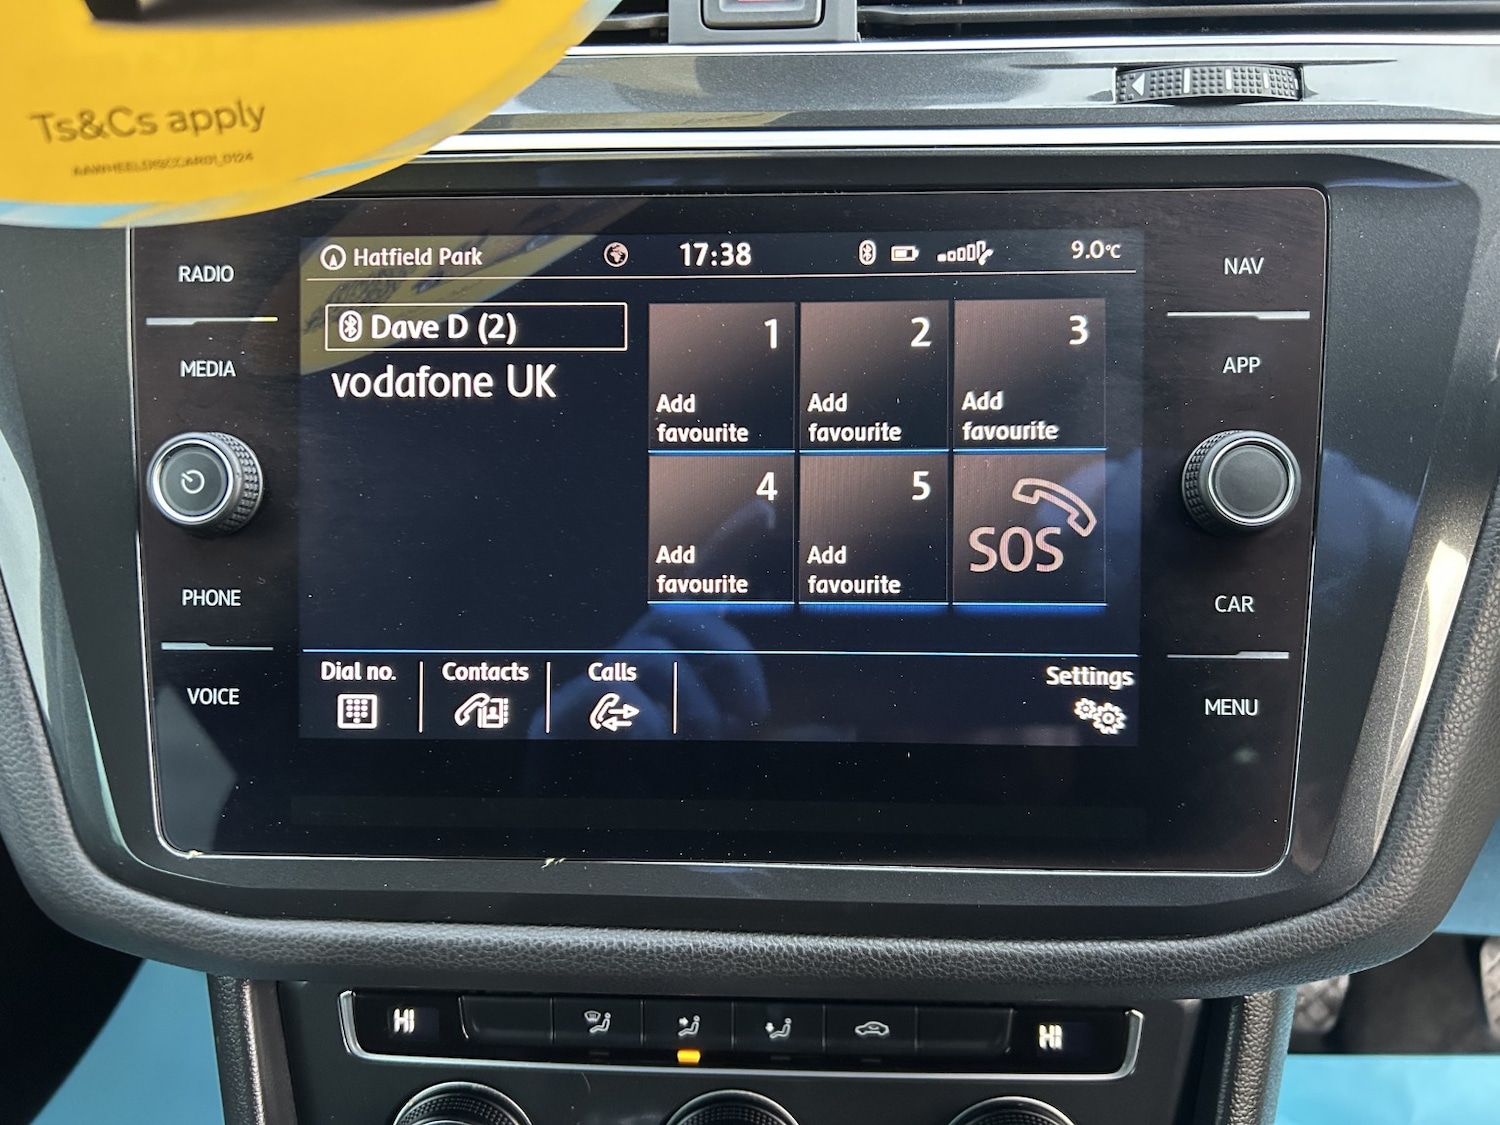 Ts&Cs apply
RADIO
MEDIA
PHONE
VOICE
Hatfield Park
17:38
9.0°C
Dave D (2)
vodafone UK
1
Add
favourite
2
Add
favourite
3
Add
favourite
4
Add
favourite
5
Add
favourite
SOS
Dial no.
Contacts
Calls
Settings
NAV
APP
CAR
MENU
HI
HI